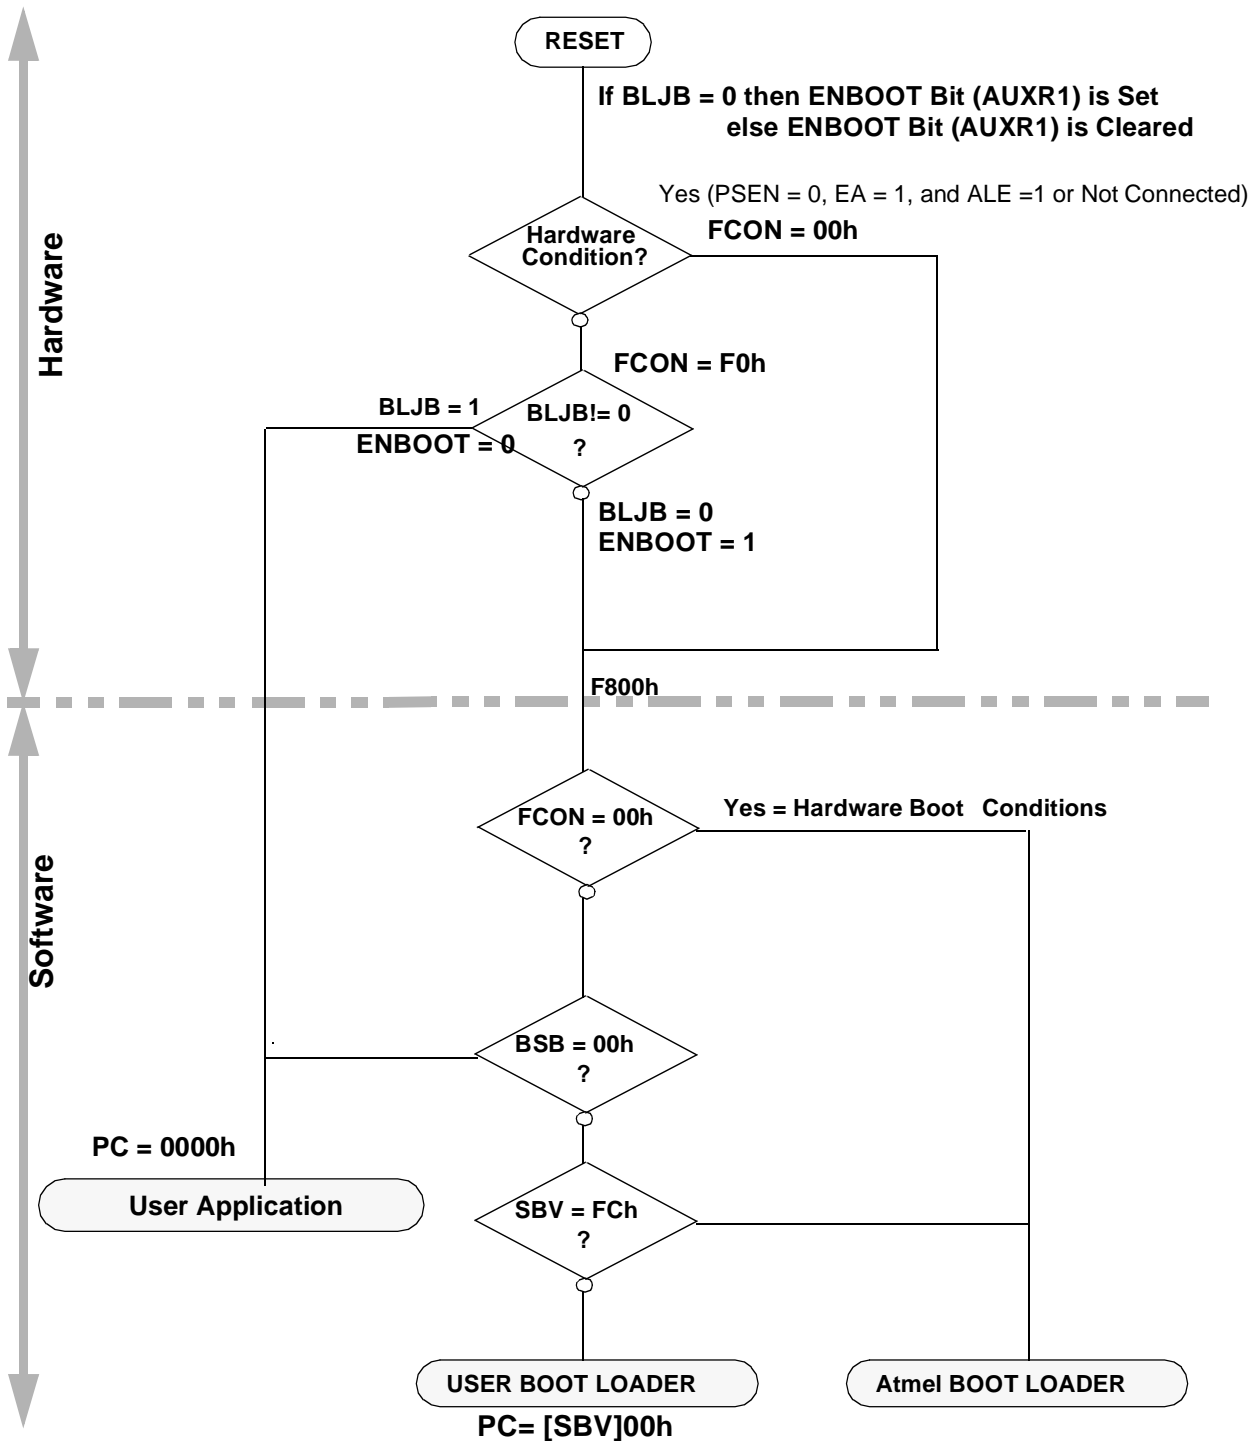 RESET
If BLJB = 0 then ENBOOT Bit (AUXR1) is Set
else ENBOOT Bit (AUXR1) is Cleared
Yes (PSEN = 0, EA = 1, and ALE =1 or Not Connected)
FCON = 00h
Hardware
Condition?
Hardware
FCON = F0h
BLJB = 1
ENBOOT = 0
BLJB!= 0
?
BLJB = 0
ENBOOT = 1
F800h
Software
FCON = 00h
?
Yes = Hardware Boot Conditions
BSB = 00h
?
PC = 0000h
User Application
SBV = FCh
?
USER BOOT LOADER
PC= [SBV]00h
Atmel BOOT LOADER